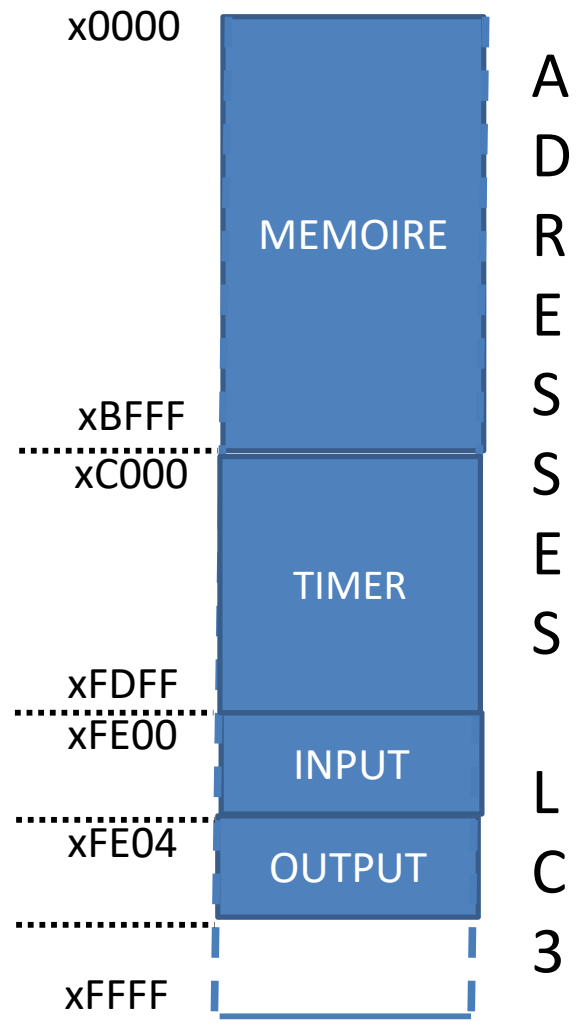 x0000
MEMOIRE
xBFFF
xC000
TIMER
xFDFF
xFE00
INPUT
xFE04
OUTPUT
xFFFF
A
D
R
E
S
S
E
S
L
C
3